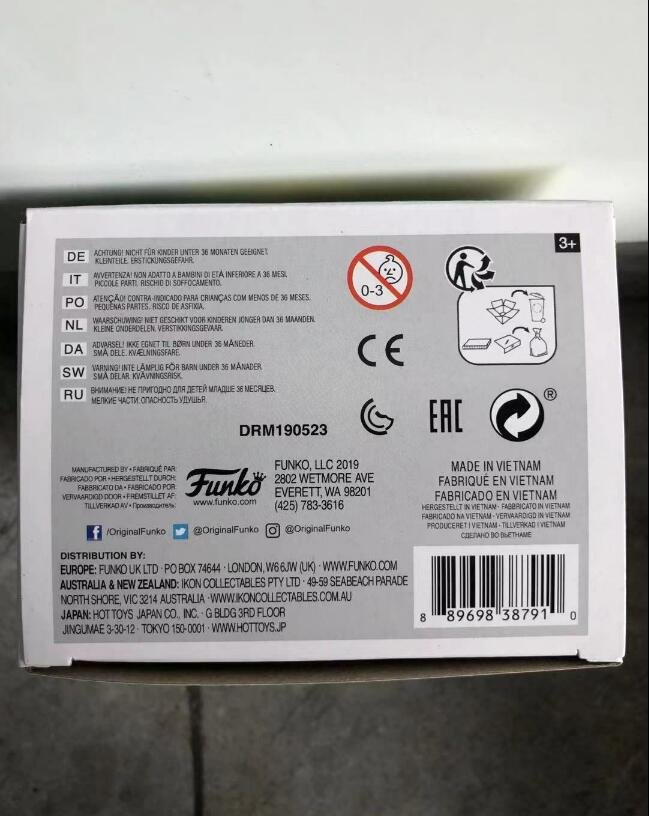 3+
DE ACHTUNG! NICHT FÜR KINDER UNTER 36 MONATEN GEEIGNET.
KLEINTEILE. ERSTICKUNGSGEFAHR.
IT AVVERTENZA! NON ADATTO A BAMBINI DI ETÀ INFERIORE A 36 MESI.
PICCOLE PARTI. RISCHIO DI SOFFOCAMENTO.
PO ATENÇÃO! CONTRA-INDICADO PARA CRIANÇAS COM MENOS DE 36 MESES.
PEQUENAS PARTES. RISCO DE ASFIXIA.
NL WAARSCHUWING! NIET GESCHIKT VOOR KINDEREN JONGER DAN 36 MAANDEN.
KLEINE ONDERDELEN. VERSTIKKINGSGEVAAR.
DA ADVARSEL! IKKE EGNET TIL BØRN UNDER 36 MÅNEDER.
SMÅ DELE. KVÆLNINGSFARE.
SW VARNING! INTE LÄMPLIG FÖR BARN UNDER 36 MÅNADER.
SMÅ DELAR. KVÄVNINGSRISK.
RU ВНИМАНИЕ! НЕ ПРИГОДНО ДЛЯ ДЕТЕЙ МЛАДШЕ 36 МЕСЯЦЕВ.
МЕЛКИЕ ЧАСТИ. ОПАСНОСТЬ УДУШЬЯ.
0-3
CE
EAC
®
DRM190523
MANUFACTURED BY • FABRIQUÉ PAR:
FABRICADO POR • HERGESTELLT DURCH:
FABBRICATO DA • FABRICADO POR:
VERVAARDIGD DOOR • FREMSTILLET AF:
TILLVERKAD AV • Производитель:
Funko
www.funko.com
FUNKO, LLC 2019
2802 WETMORE AVE
EVERETT, WA 98201
(425) 783-3616
MADE IN VIETNAM
FABRIQUÉ EN VIETNAM
FABRICADO EN VIETNAM
HERGESTELLT IN VIETNAM • FABBRICATO IN VIETNAM
FABRICADO NA VIETNAM • VERVAARDIGD IN VIETNAM
PRODUCERET I VIETNAM • TILLVERKAD I VIETNAM
СДЕЛАНО ВО ВЬЕТНАМЕ
/OriginalFunko @OriginalFunko @OriginalFunko
DISTRIBUTION BY:
EUROPE: FUNKO UK LTD · PO BOX 74644 · LONDON, W6 6JW (UK) · WWW.FUNKO.COM
AUSTRALIA & NEW ZEALAND: IKON COLLECTABLES PTY LTD · 49-59 SEABEACH PARADE
NORTH SHORE, VIC 3214 AUSTRALIA · WWW.IKONCOLLECTABLES.COM.AU
JAPAN: HOT TOYS JAPAN CO., INC. · G BLDG 3RD FLOOR
JINGUMAE 3-30-12 · TOKYO 150-0001 · WWW.HOTTOYS.JP
8 89698 38791 0